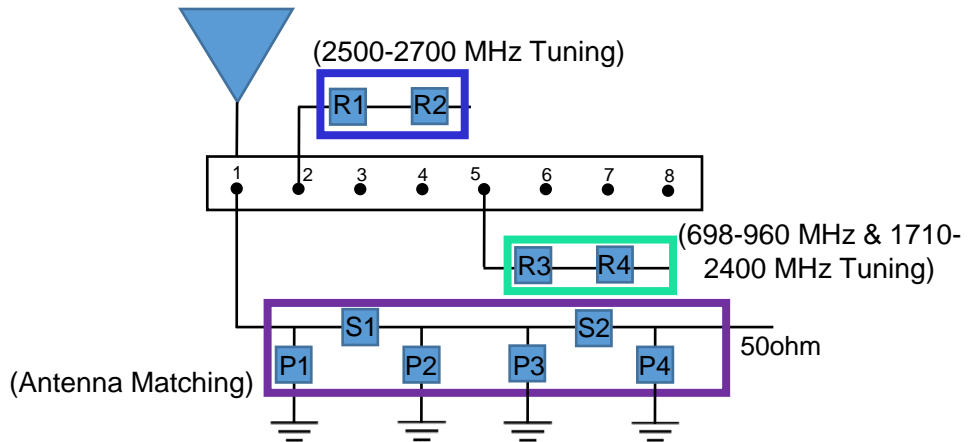 (2500-2700 MHz Tuning)
R1 R2
1 2 3 4 5 6 7 8
(698-960 MHz & 1710-
2400 MHz Tuning)
R3 R4
S1 S2
50ohm
P1 P2 P3 P4
(Antenna Matching)